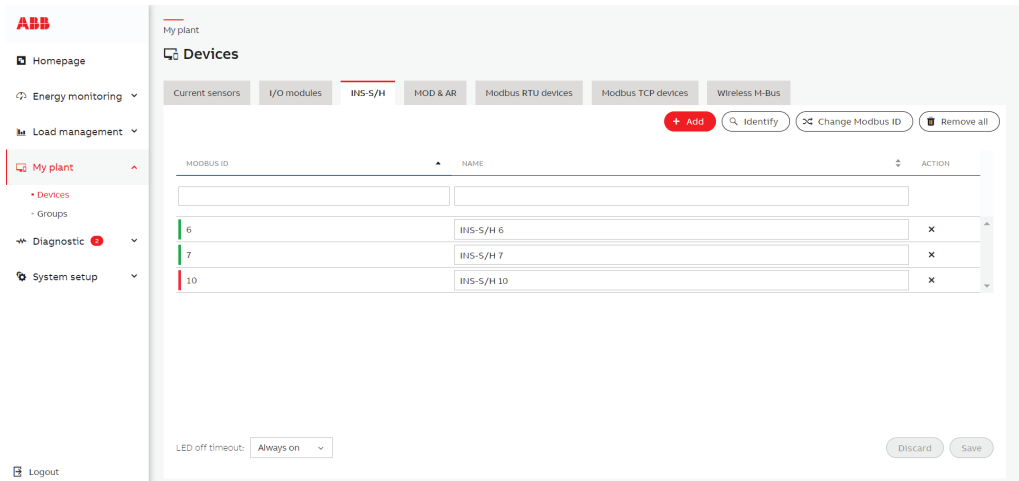 ABB
Homepage
Energy monitoring
Load management
My plant
• Devices
- Groups
Diagnostic 2
System setup
Logout
My plant
Devices
Current sensors I/O modules INS-S/H MOD & AR Modbus RTU devices Modbus TCP devices Wireless M-Bus
+ Add Identify Change Modbus ID Remove all
MODBUS ID NAME ACTION
6 INS-S/H 6
7 INS-S/H 7
10 INS-S/H 10
LED off timeout: Always on Discard Save